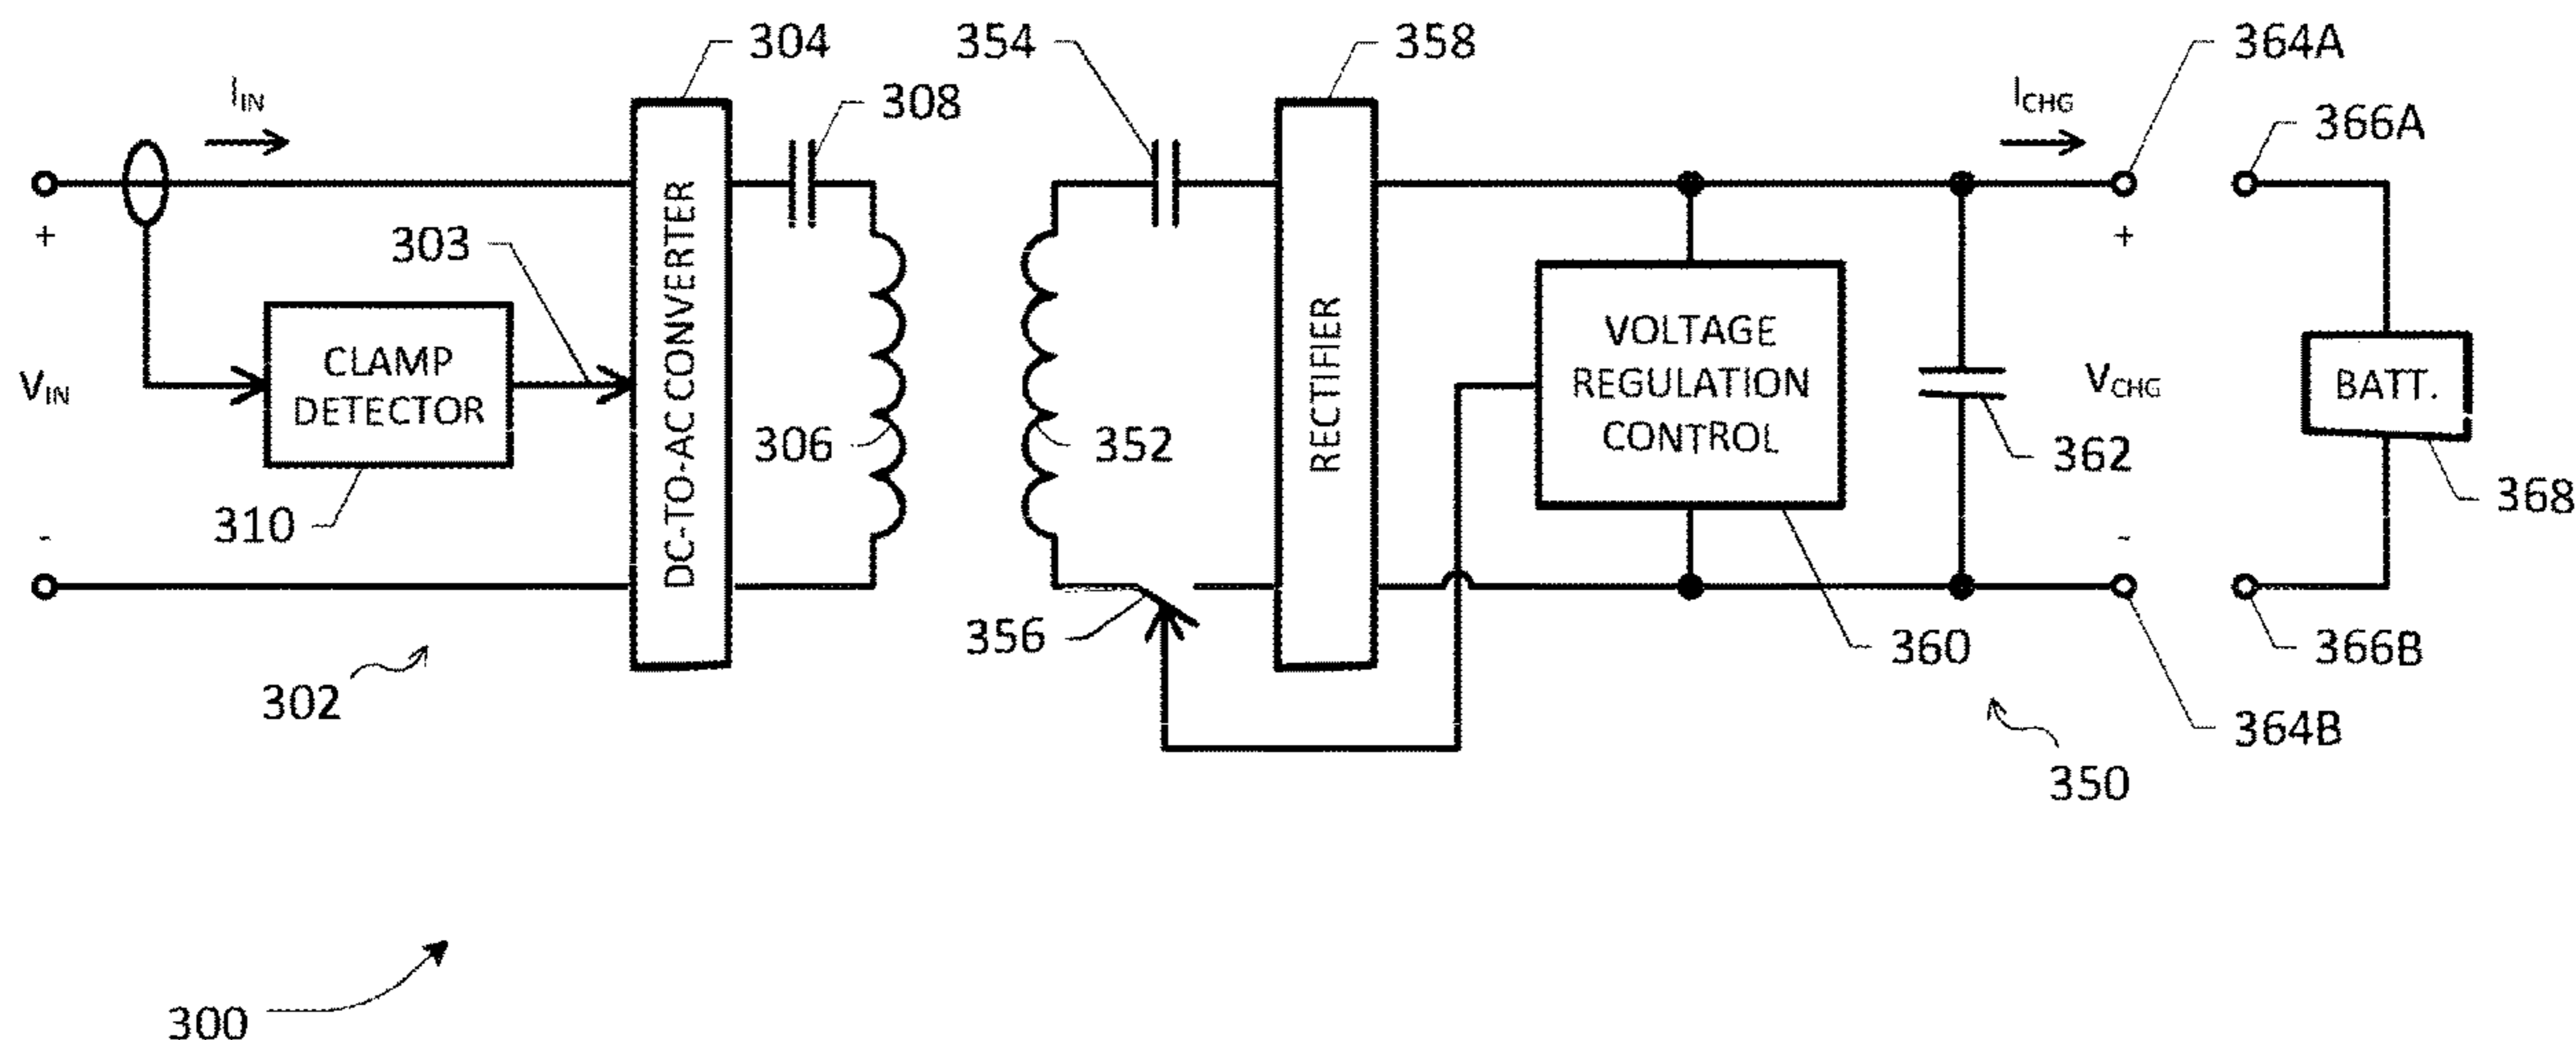 304
354
358
364A
I_IN
308
I_CHG
366A
+
303
+
DC-TO-AC CONVERTER
RECTIFIER
VOLTAGE
REGULATION
CONTROL
CLAMP
DETECTOR
V_IN
V_CHG
BATT.
306
352
362
368
310
-
-
356
360
366B
302
364B
350
300